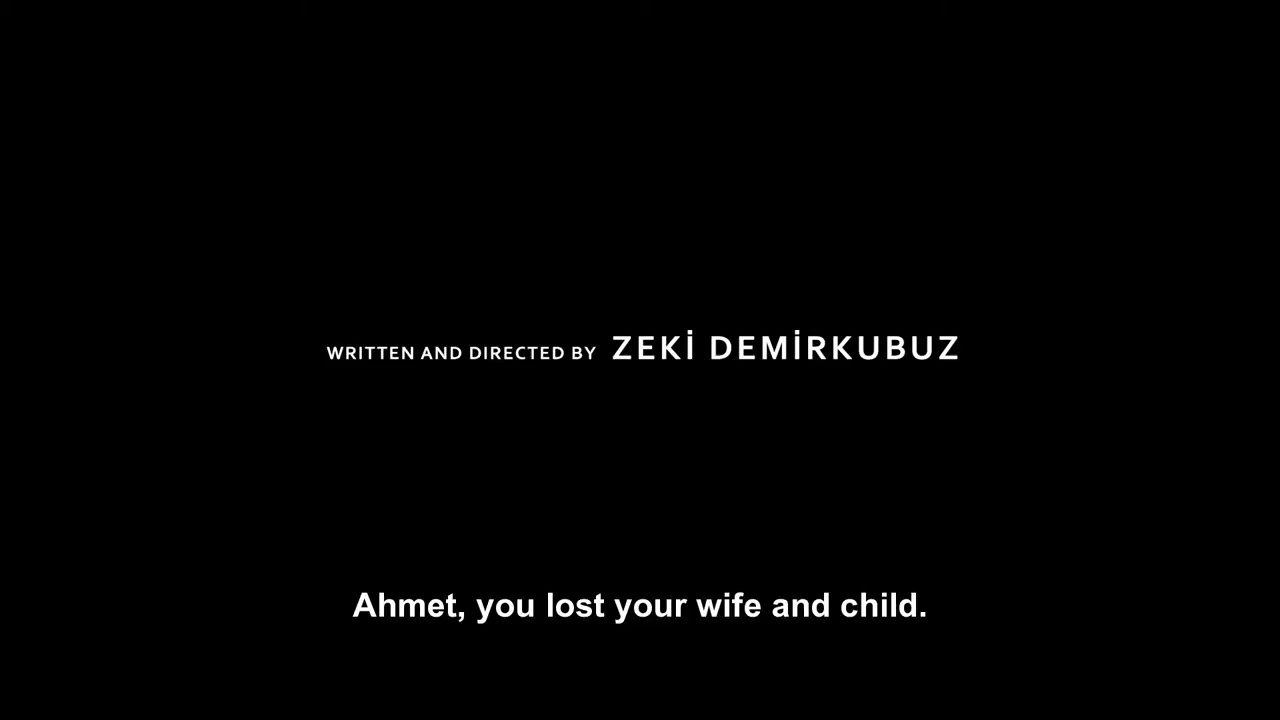 WRITTEN AND DIRECTED BY ZEKİ DEMİRKUBUZ
Ahmet, you lost your wife and child.